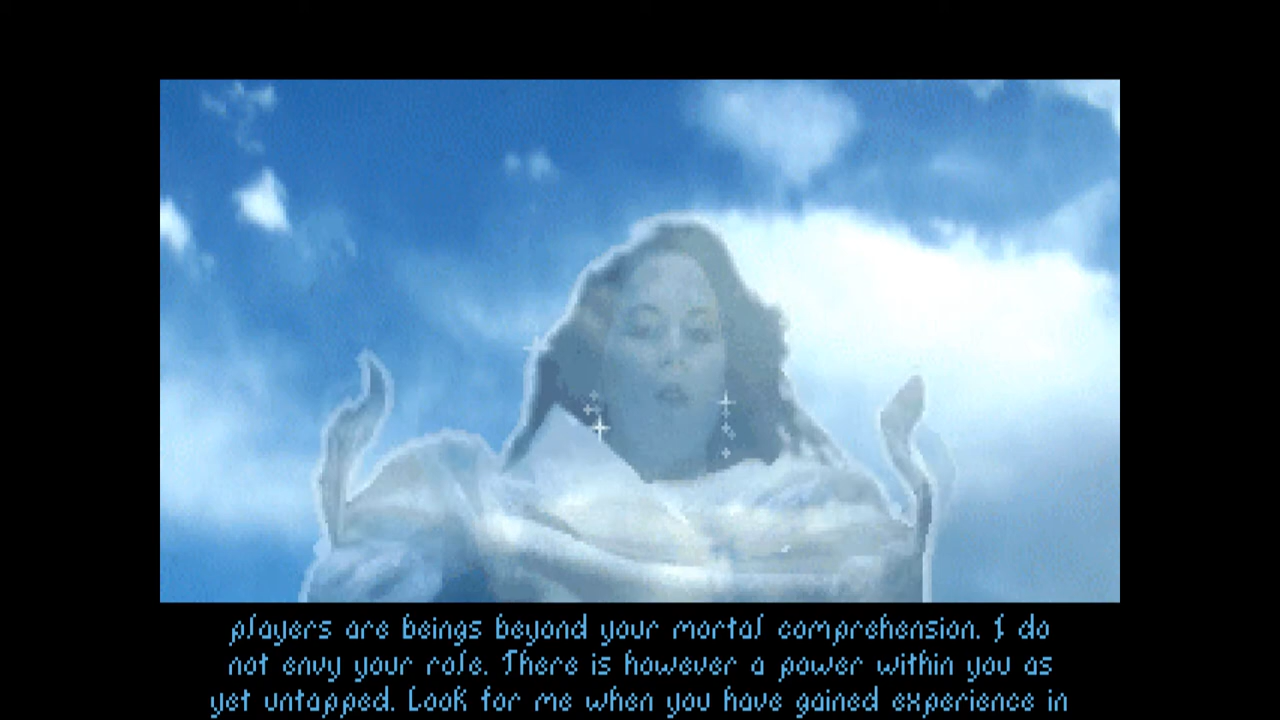 players are beings beyond your mortal comprehension. I do
not envy your role. There is however a power within you as
yet untapped. Look for me when you have gained experience in